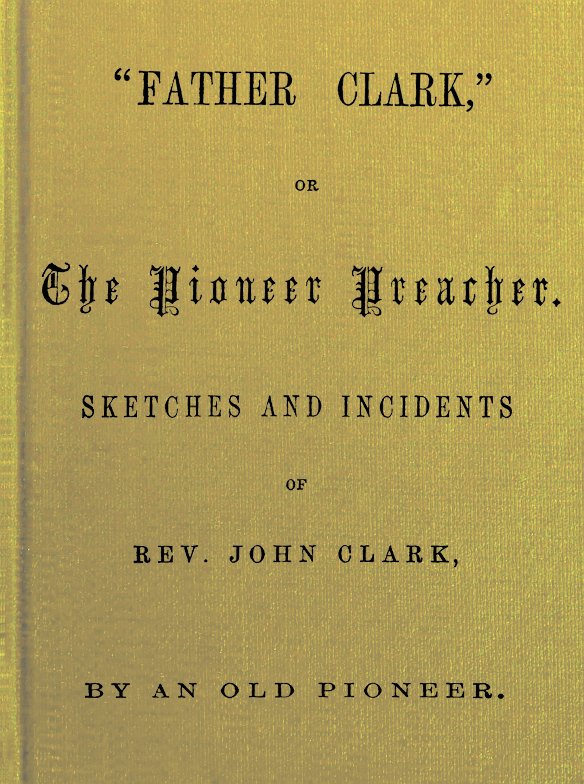 “FATHER CLARK,”
OR
The Pioneer Preacher.
SKETCHES AND INCIDENTS
OF
REV. JOHN CLARK,
BY AN OLD PIONEER.